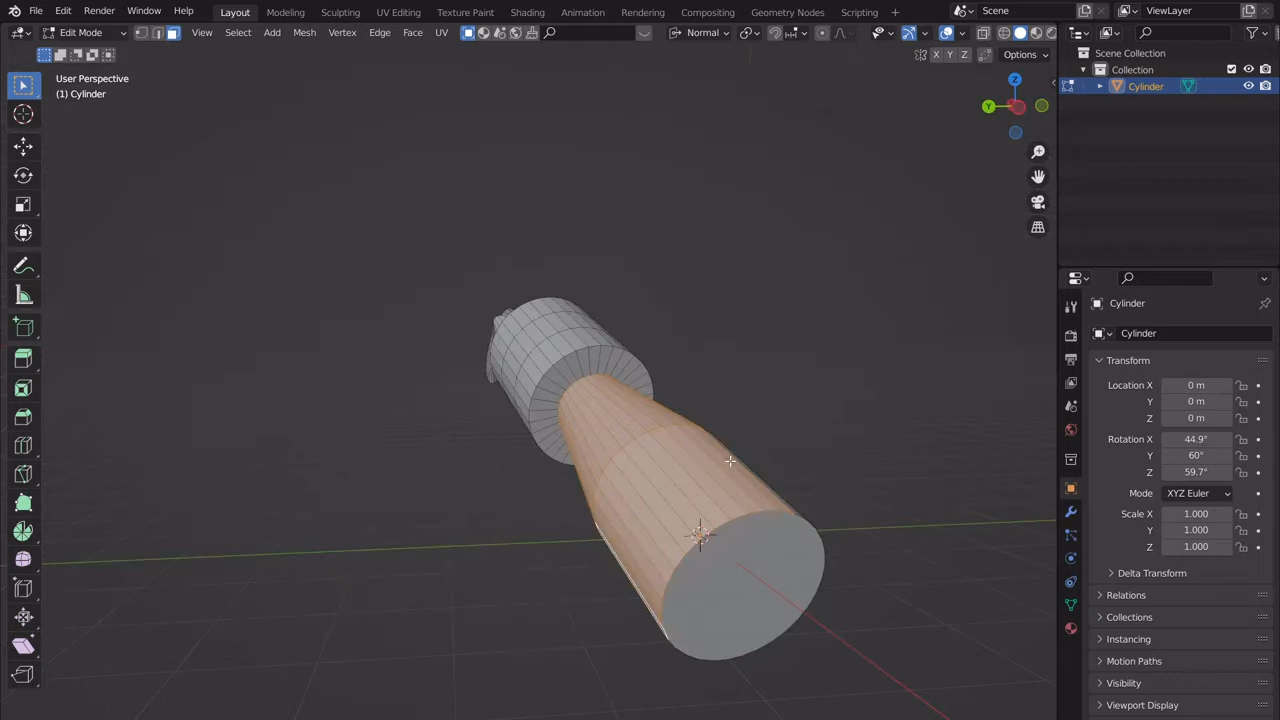 File Edit Render Window Help Layout Modeling Sculpting UV Editing Texture Paint Shading Animation Rendering Compositing Geometry Nodes Scripting + Scene ViewLayer
Edit Mode View Select Add Mesh Vertex Edge Face UV Normal
X Y Z Options
User Perspective
(1) Cylinder
Z
Y
Scene Collection
Collection
Cylinder
Cylinder
Cylinder
Transform
Location X 0 m
Y 0 m
Z 0 m
Rotation X 44.9°
Y 60°
Z 59.7°
Mode XYZ Euler
Scale X 1.000
Y 1.000
Z 1.000
Delta Transform
Relations
Collections
Instancing
Motion Paths
Visibility
Viewport Display